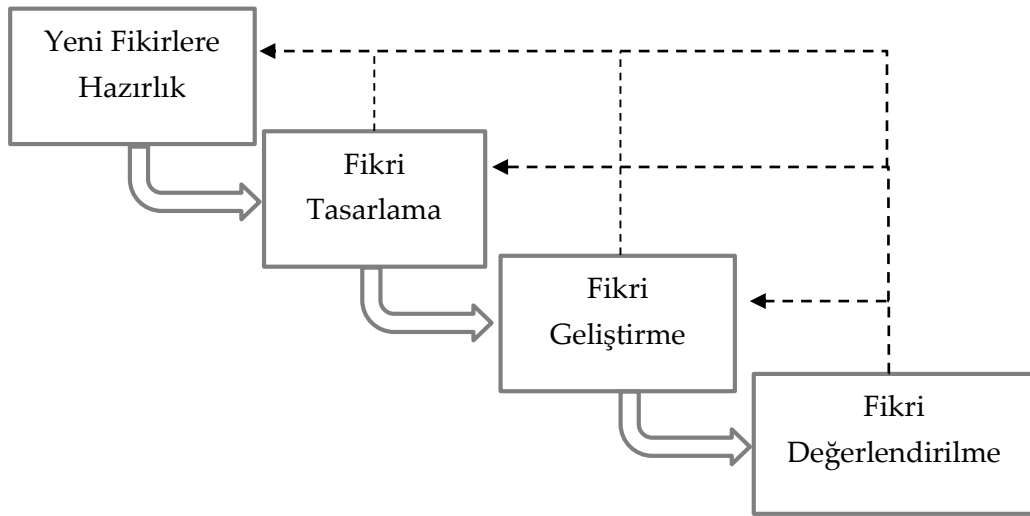 Yeni Fikirlere
Hazırlık
Fikri
Tasarlama
Fikri
Geliştirme
Fikri
Değerlendirilme